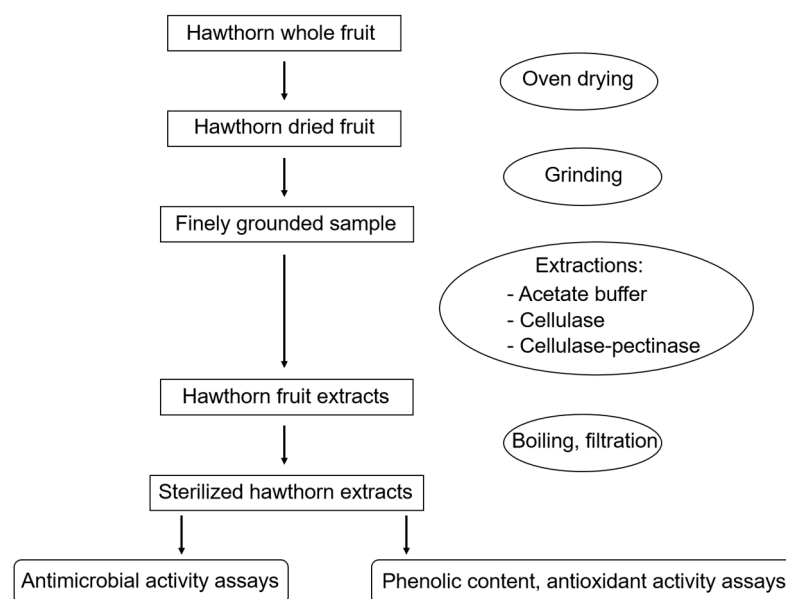 Hawthorn whole fruit
Oven drying
Hawthorn dried fruit
Grinding
Finely grounded sample
Extractions:
- Acetate buffer
- Cellulase
- Cellulase-pectinase
Hawthorn fruit extracts
Boiling, filtration
Sterilized hawthorn extracts
Antimicrobial activity assays
Phenolic content, antioxidant activity assays